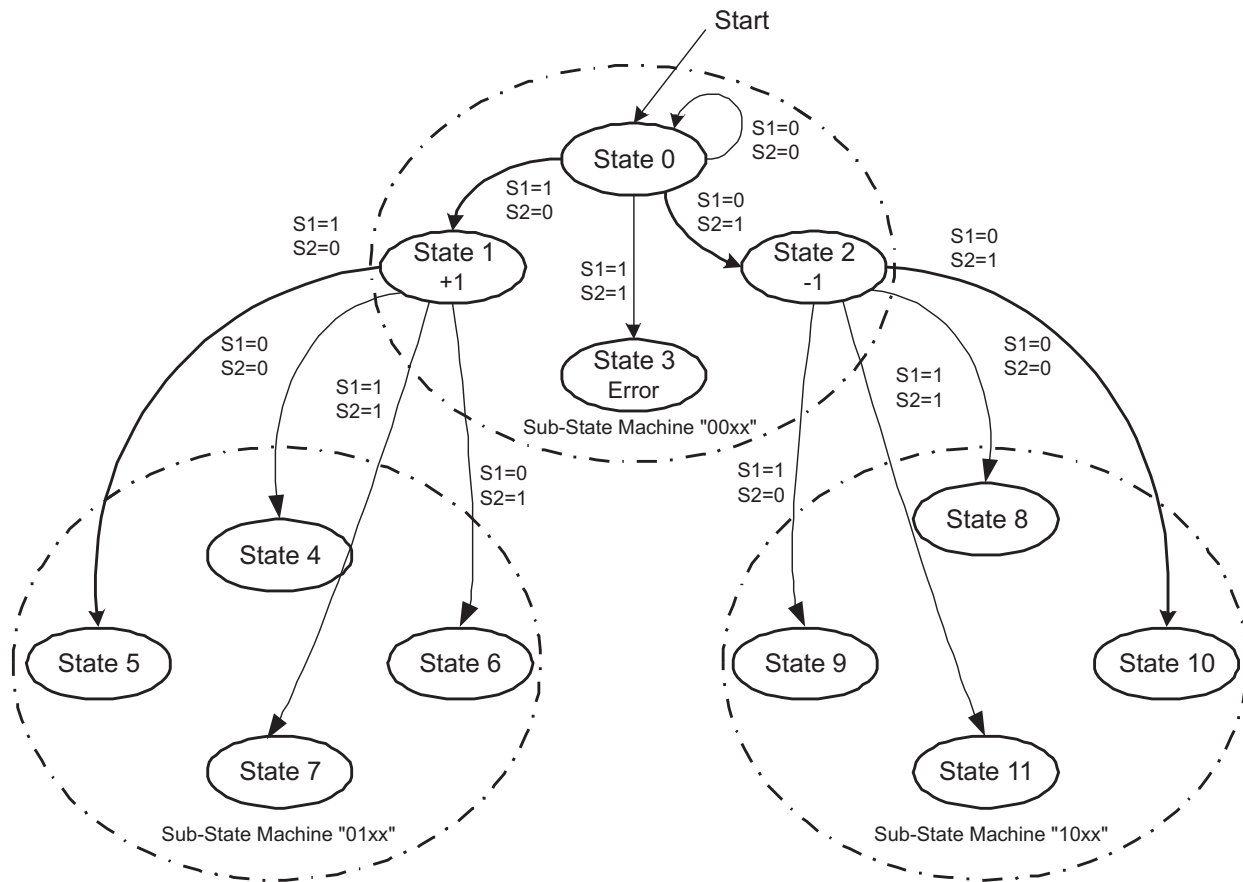 Start
State 0
S1=0
S2=0
S1=1
S2=0
S1=0
S2=1
S1=1
S2=0
State 1
+1
S1=1
S2=1
State 2
-1
S1=0
S2=1
State 3
Error
Sub-State Machine "00xx"
S1=0
S2=0
S1=1
S2=1
S1=0
S2=1
S1=1
S2=0
S1=1
S2=1
S1=0
S2=0
State 4
State 5
State 6
State 7
Sub-State Machine "01xx"
State 8
State 9
State 10
State 11
Sub-State Machine "10xx"